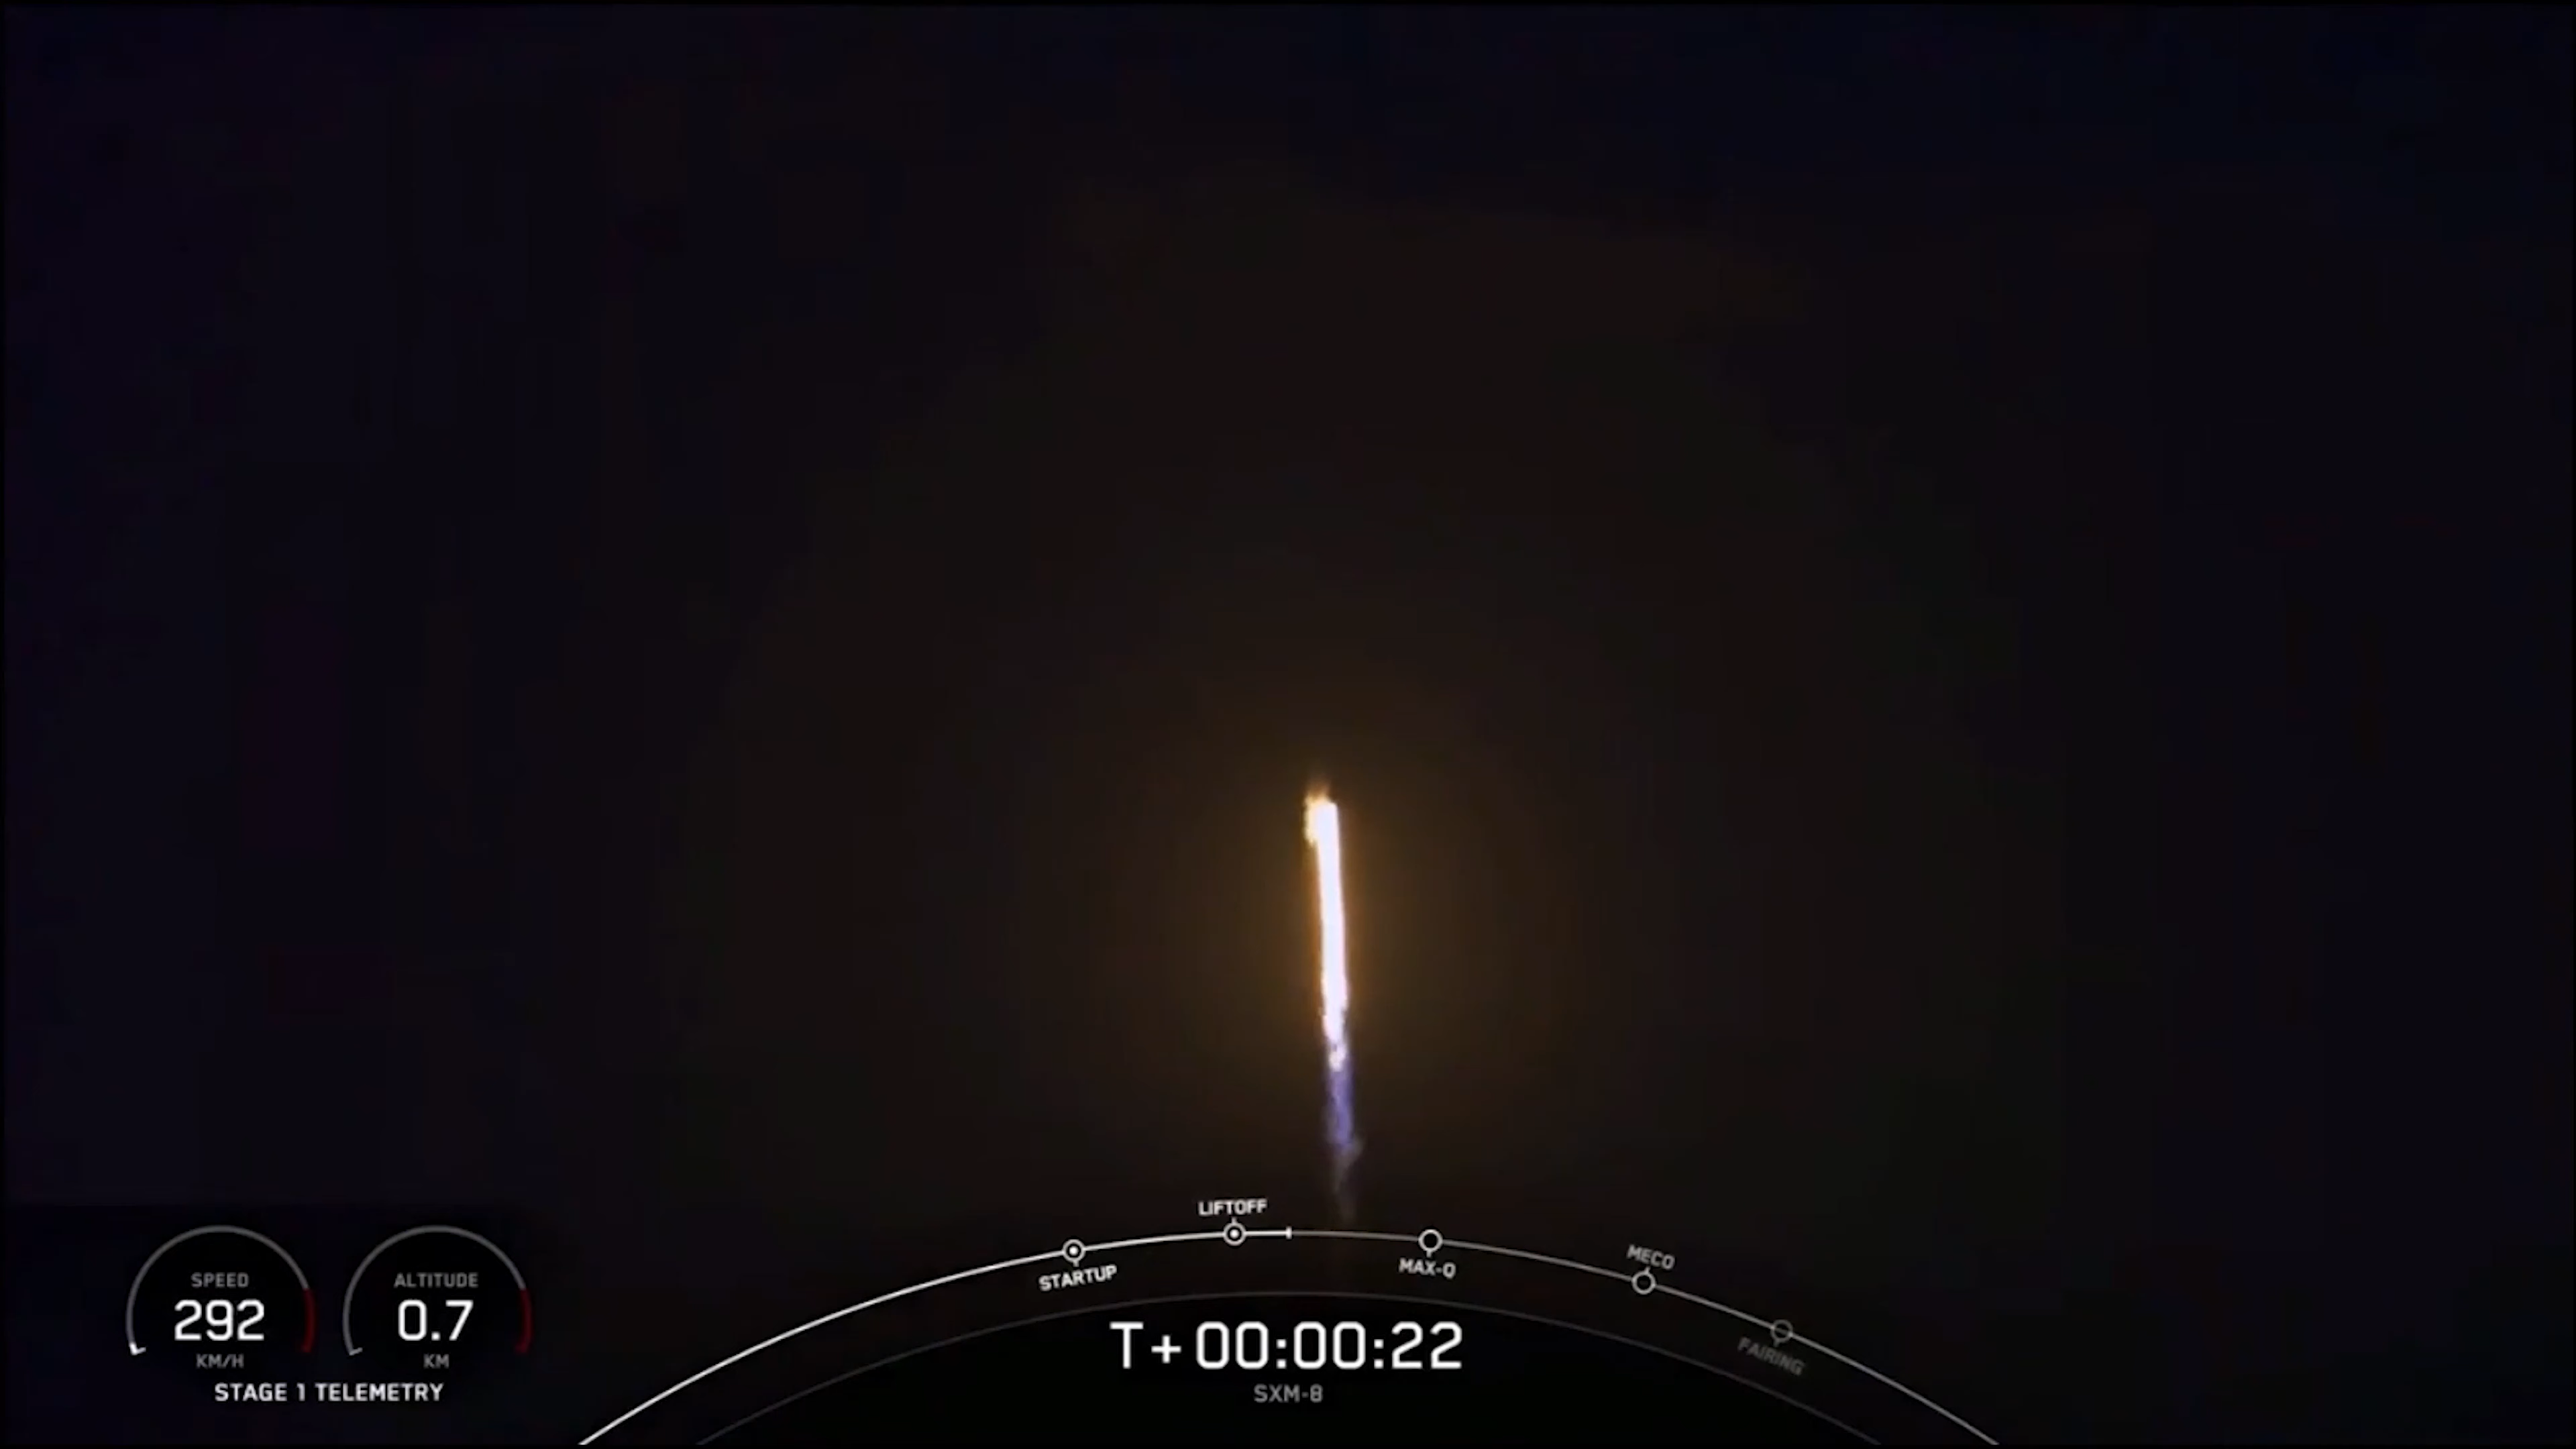 LIFTOFF
STARTUP
MAX-Q
MECO
FAIRING
SPEED
292
KM/H
ALTITUDE
0.7
KM
STAGE 1 TELEMETRY
T+00:00:22
SXM-8